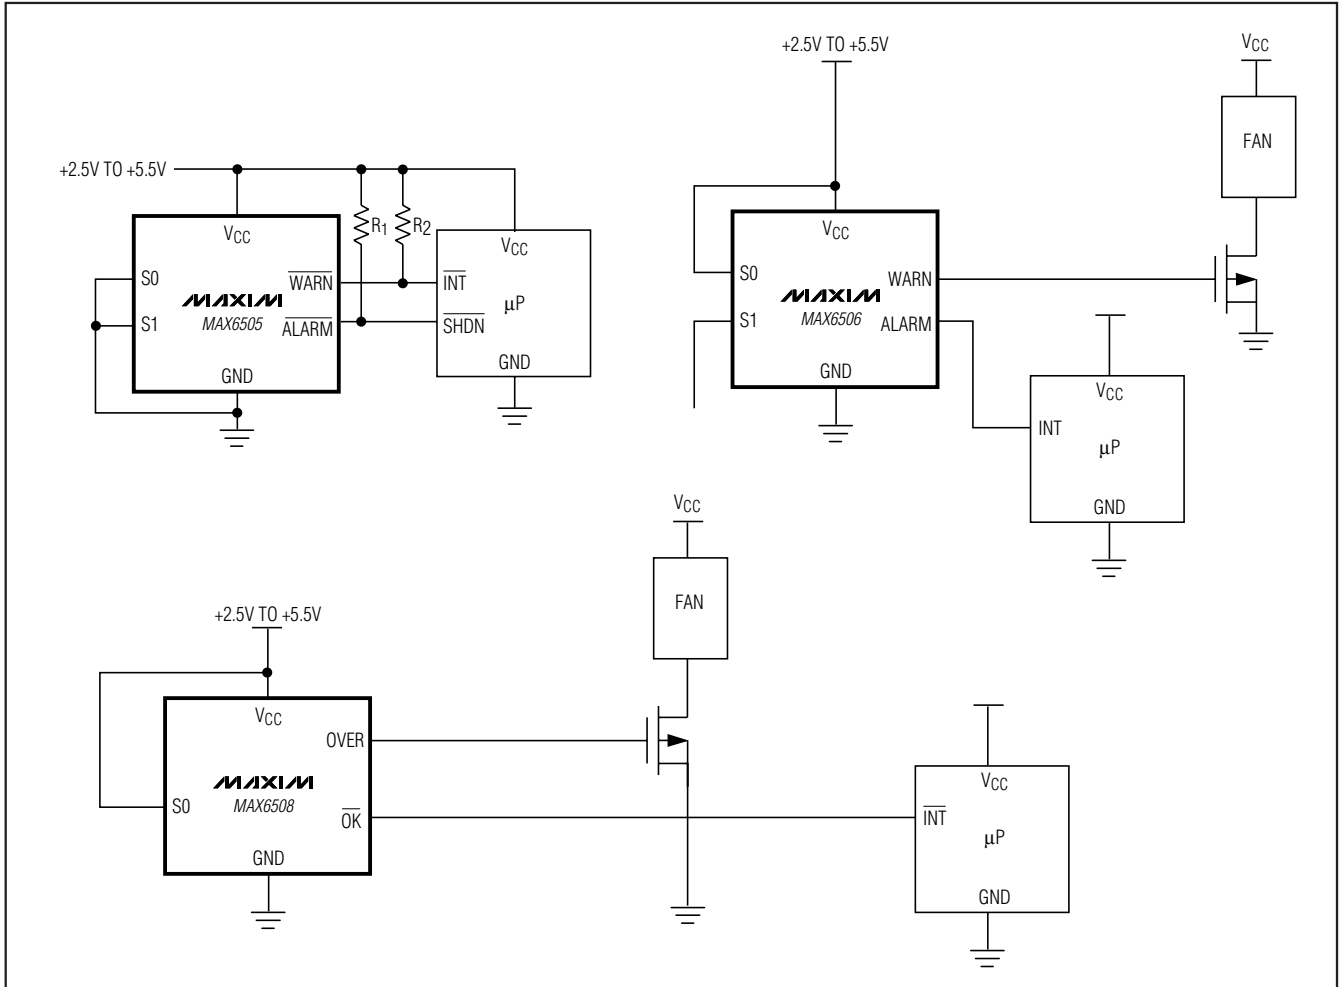 +2.5V TO +5.5V
VCC
R1
R2
S0
S1
MAXIM
MAX6505
WARN
ALARM
GND
VCC
INT
SHDN
μP
GND
+2.5V TO +5.5V
VCC
S0
S1
MAXIM
MAX6506
WARN
ALARM
GND
VCC
FAN
VCC
INT
μP
GND
+2.5V TO +5.5V
VCC
S0
MAXIM
MAX6508
OVER
O̅K̅
GND
VCC
FAN
VCC
I̅N̅T̅
μP
GND